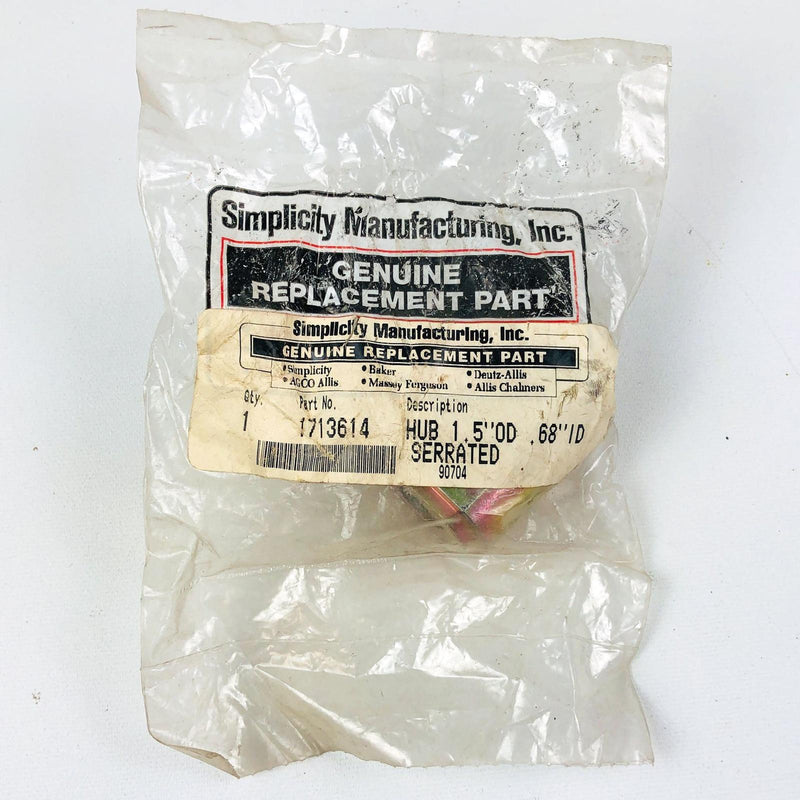 Simplicity Manufacturing, Inc.
GENUINE
REPLACEMENT PART
Simplicity Manufacturing, Inc.
GENUINE REPLACEMENT PART
• Simplicity • Baker • Deutz-Allis
• AGCO Allis • Massey Ferguson • Allis Chalmers
Qty. Part No. Description
1 1713614 HUB 1.5"OD .68"ID
SERRATED
90704